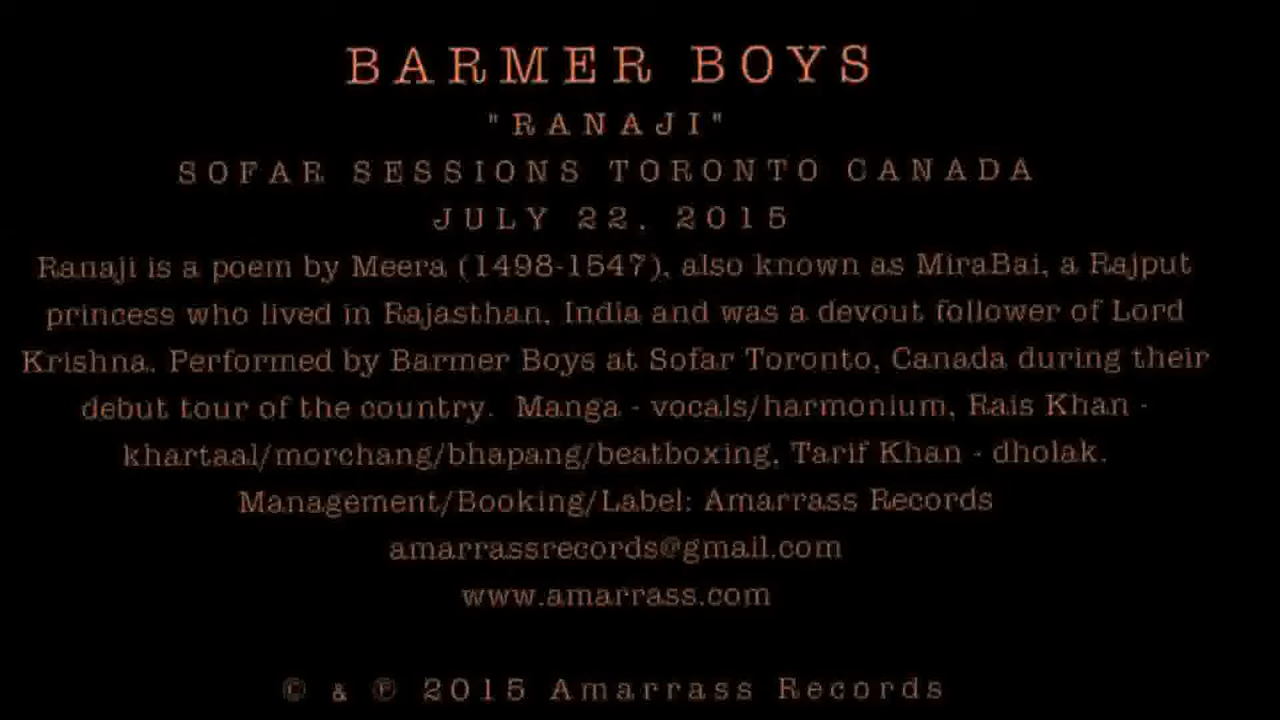 BARMER BOYS
"RANAJI"
SOFAR SESSIONS TORONTO CANADA
JULY 22, 2015
Ranaji is a poem by Meera (1498-1547), also known as MiraBai, a Rajput
princess who lived in Rajasthan, India and was a devout follower of Lord
Krishna. Performed by Barmer Boys at Sofar Toronto, Canada during their
debut tour of the country. Manga - vocals/harmonium, Rais Khan -
khartaal/morchang/bhapang/beatboxing, Tarif Khan - dholak.
Management/Booking/Label: Amarrass Records
amarrassrecords@gmail.com
www.amarrass.com
© & ℗ 2015 Amarrass Records